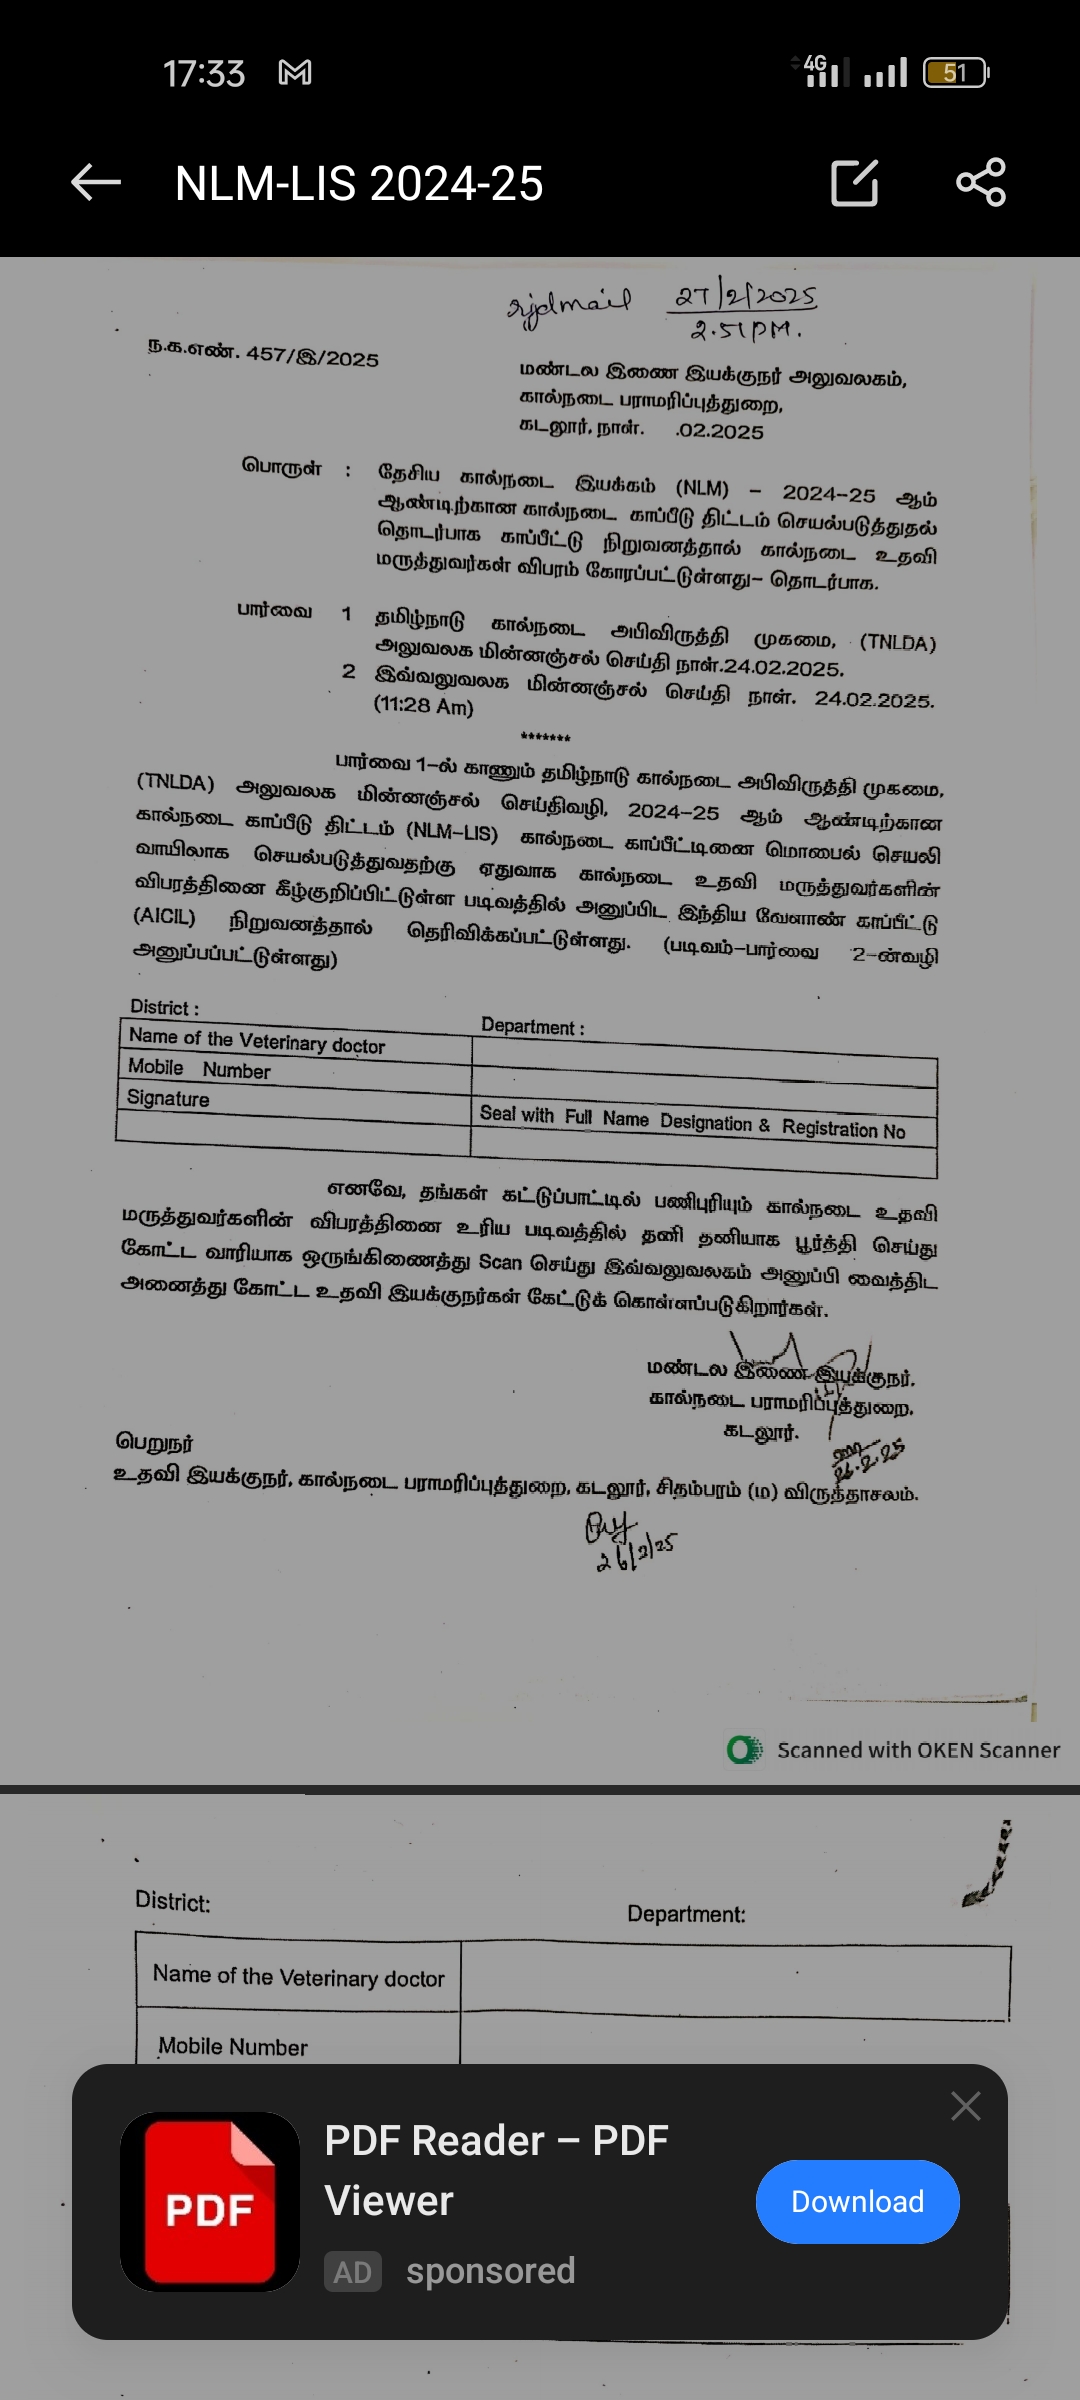 17:33
4G
51
NLM-LIS 2024-25
27/2/2025
2.51PM.
ந.க.எண். 457/இ/2025
மண்டல இணை இயக்குநர் அலுவலகம்,
கால்நடை பராமரிப்புத்துறை,
கடலூர், நாள். .02.2025
பொருள் : தேசிய கால்நடை இயக்கம் (NLM) – 2024–25 ஆம்
ஆண்டிற்கான கால்நடை காப்பீடு திட்டம் செயல்படுத்துதல்
தொடர்பாக காப்பீட்டு நிறுவனத்தால் கால்நடை உதவி
மருத்துவர்கள் விபரம் கோரப்பட்டுள்ளது– தொடர்பாக.
பார்வை 1 தமிழ்நாடு கால்நடை அபிவிருத்தி முகமை, (TNLDA)
அலுவலக மின்னஞ்சல் செய்தி நாள்.24.02.2025.
2 இவ்வலுவலக மின்னஞ்சல் செய்தி நாள். 24.02.2025.
(11:28 Am)
*******
பார்வை 1–ல் காணும் தமிழ்நாடு கால்நடை அபிவிருத்தி முகமை,
(TNLDA) அலுவலக மின்னஞ்சல் செய்திவழி, 2024–25 ஆம் ஆண்டிற்கான
கால்நடை காப்பீடு திட்டம் (NLM–LIS) கால்நடை காப்பீட்டினை மொபைல் செயலி
வாயிலாக செயல்படுத்துவதற்கு ஏதுவாக கால்நடை உதவி மருத்துவர்களின்
விபரத்தினை கீழ்குறிப்பிட்டுள்ள படிவத்தில் அனுப்பிட இந்திய வேளாண் காப்பீட்டு
(AICIL) நிறுவனத்தால் தெரிவிக்கப்பட்டுள்ளது. (படிவம்–பார்வை 2–ன்வழி
அனுப்பப்பட்டுள்ளது)
District : Department :
Name of the Veterinary doctor
Mobile Number
Signature Seal with Full Name Designation & Registration No
எனவே, தங்கள் கட்டுப்பாட்டில் பணிபுரியும் கால்நடை உதவி
மருத்துவர்களின் விபரத்தினை உரிய படிவத்தில் தனி தனியாக பூர்த்தி செய்து
கோட்ட வாரியாக ஒருங்கிணைத்து Scan செய்து இவ்வலுவலகம் அனுப்பி வைத்திட
அனைத்து கோட்ட உதவி இயக்குநர்கள் கேட்டுக் கொள்ளப்படுகிறார்கள்.
மண்டல இணை இயக்குநர்,
கால்நடை பராமரிப்புத்துறை,
கடலூர்.
26.2.25
பெறுநர்
உதவி இயக்குநர், கால்நடை பராமரிப்புத்துறை, கடலூர், சிதம்பரம் (ம) விருத்தாசலம்.
26/2/25
Scanned with OKEN Scanner
District: Department:
Name of the Veterinary doctor
Mobile Number
PDF
PDF Reader – PDF
Viewer
Download
AD sponsored